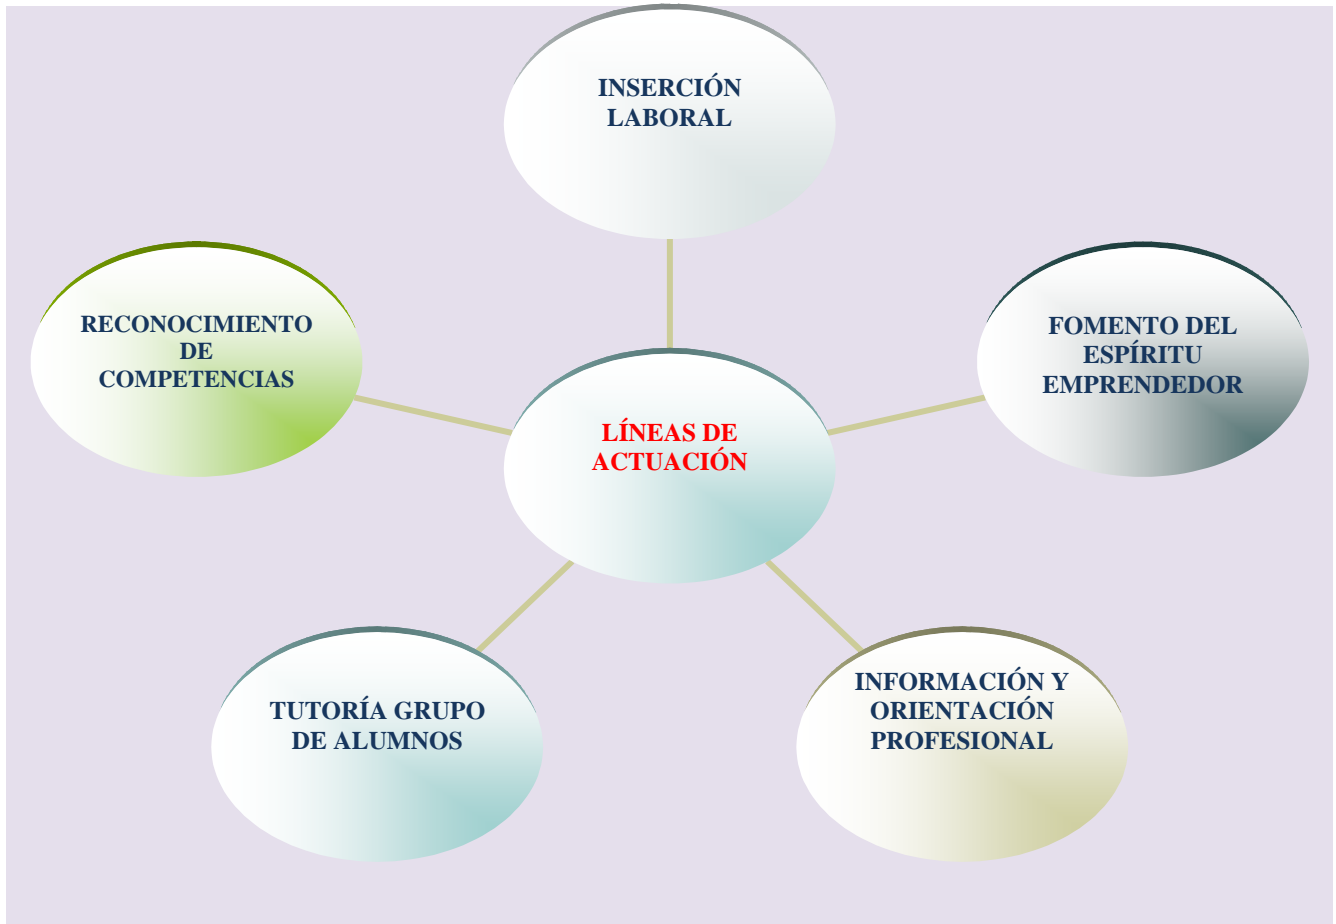 INSERCIÓN
LABORAL
RECONOCIMIENTO
DE
COMPETENCIAS
FOMENTO DEL
ESPÍRITU
EMPRENDEDOR
LÍNEAS DE
ACTUACIÓN
TUTORÍA GRUPO
DE ALUMNOS
INFORMACIÓN Y
ORIENTACIÓN
PROFESIONAL